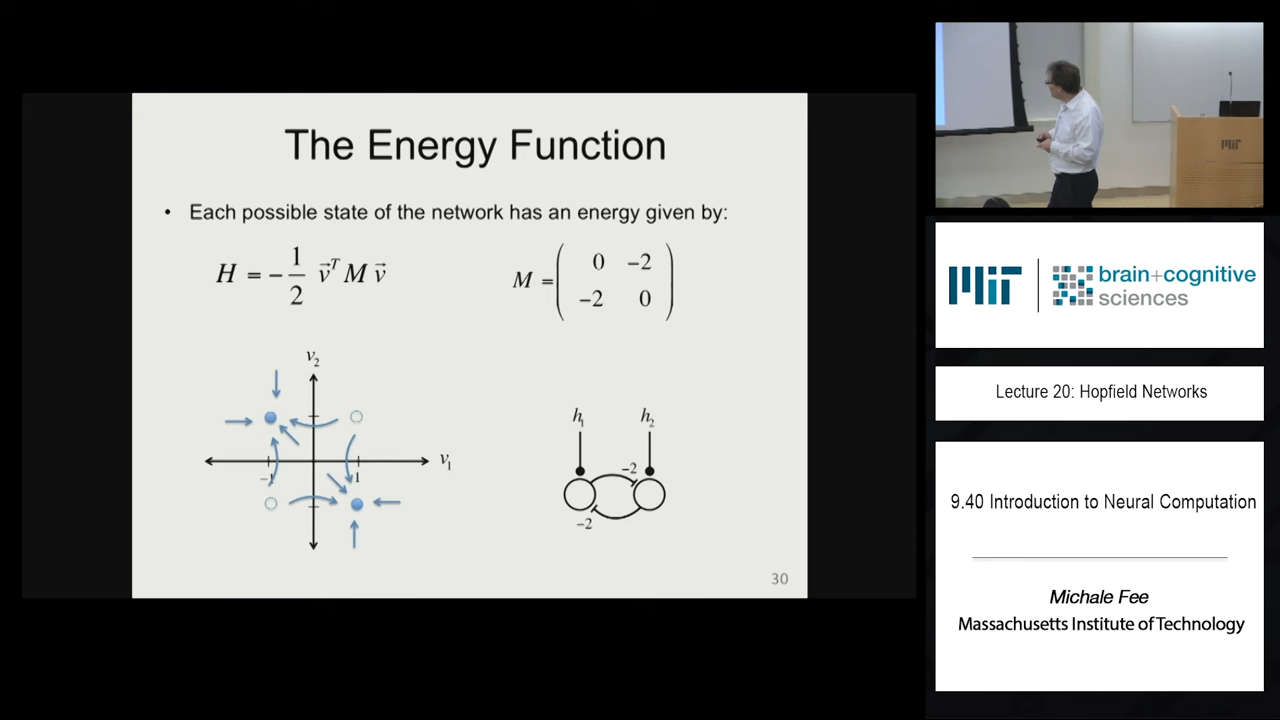 The Energy Function
• Each possible state of the network has an energy given by:
H = − 1/2 v⃗ᵀ M v⃗
M = ( 0 −2
−2 0 )
v₂
v₁
−1
1
h₁ h₂
−2
−2
30
MIT
MIT
brain+cognitive
sciences
Lecture 20: Hopfield Networks
9.40 Introduction to Neural Computation
Michale Fee
Massachusetts Institute of Technology